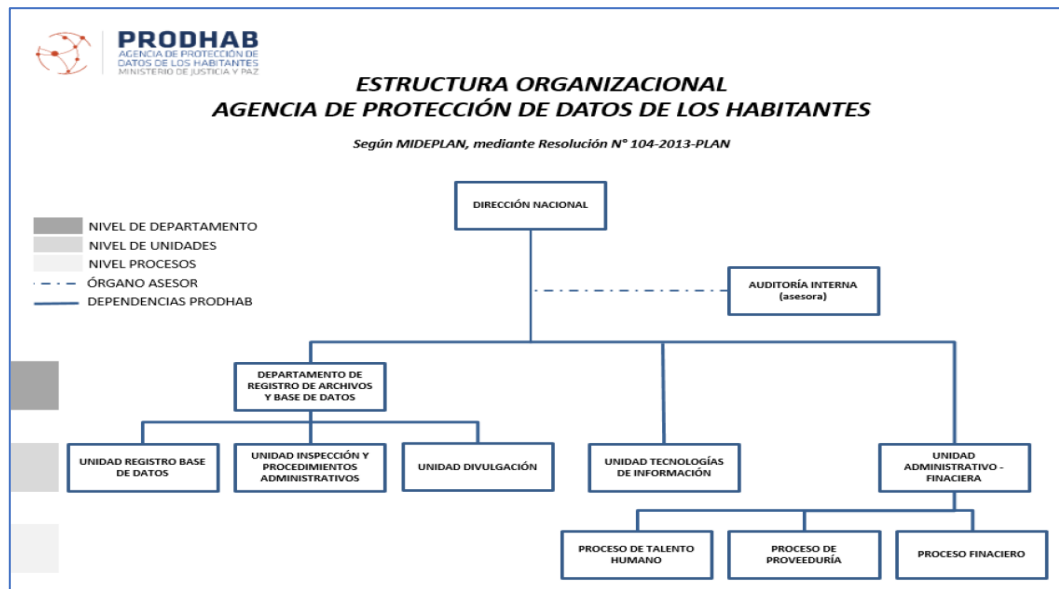 PRODHAB
AGENCIA DE PROTECCIÓN DE
DATOS DE LOS HABITANTES
MINISTERIO DE JUSTICIA Y PAZ
ESTRUCTURA ORGANIZACIONAL
AGENCIA DE PROTECCIÓN DE DATOS DE LOS HABITANTES
Según MIDEPLAN, mediante Resolución N° 104-2013-PLAN
DIRECCIÓN NACIONAL
NIVEL DE DEPARTAMENTO
NIVEL DE UNIDADES
NIVEL PROCESOS
ÓRGANO ASESOR
DEPENDENCIAS PRODHAB
AUDITORÍA INTERNA
(asesora)
DEPARTAMENTO DE
REGISTRO DE ARCHIVOS
Y BASE DE DATOS
UNIDAD REGISTRO BASE
DE DATOS
UNIDAD INSPECCIÓN Y
PROCEDIMIENTOS
ADMINISTRATIVOS
UNIDAD DIVULGACIÓN
UNIDAD TECNOLOGÍAS
DE INFORMACIÓN
UNIDAD
ADMINISTRATIVO -
FINACIERA
PROCESO DE TALENTO
HUMANO
PROCESO DE
PROVEEDURÍA
PROCESO FINACIERO